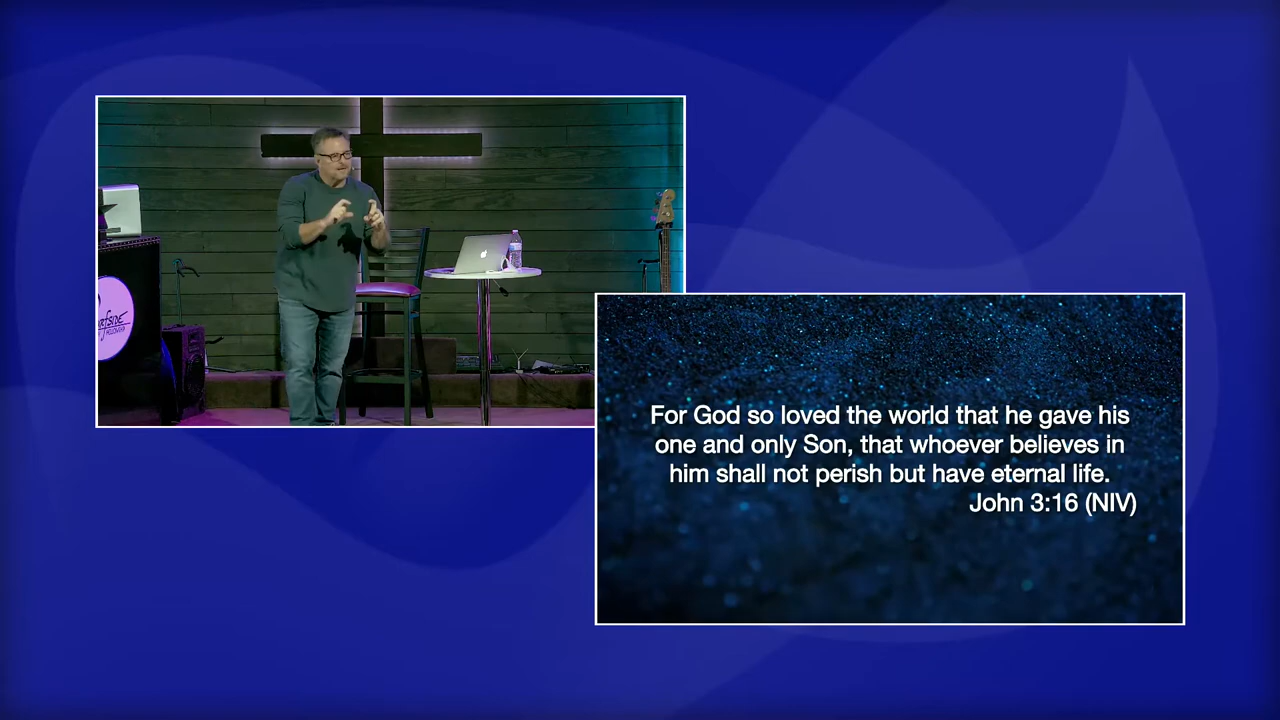 For God so loved the world that he gave his
one and only Son, that whoever believes in
him shall not perish but have eternal life.
John 3:16 (NIV)